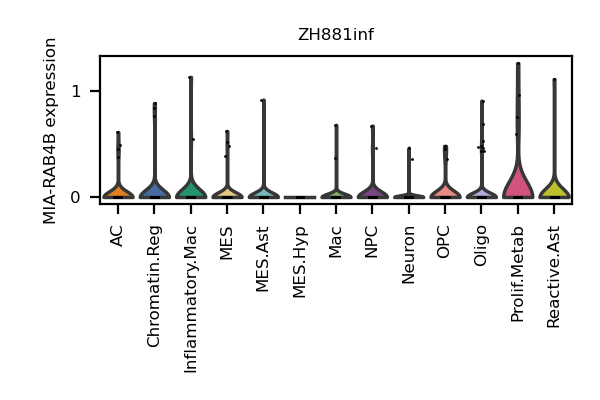 ZH881inf
MIA-RAB4B expression
1
0
AC
Chromatin.Reg
Inflammatory.Mac
MES
MES.Ast
MES.Hyp
Mac
NPC
Neuron
OPC
Oligo
Prolif.Metab
Reactive.Ast